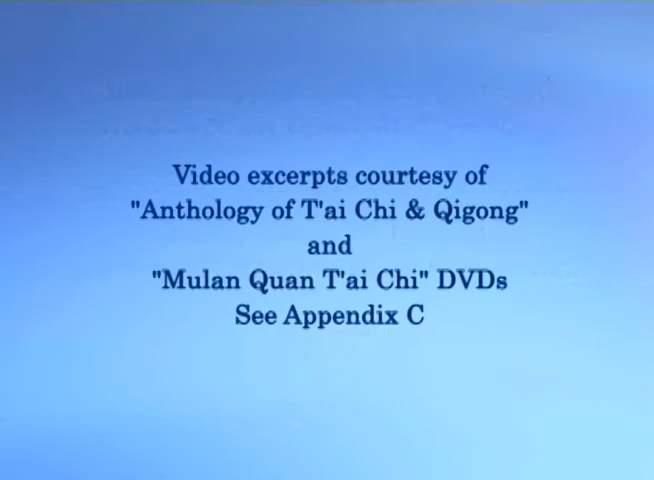 Video excerpts courtesy of
"Anthology of T'ai Chi & Qigong"
and
"Mulan Quan T'ai Chi" DVDs
See Appendix C